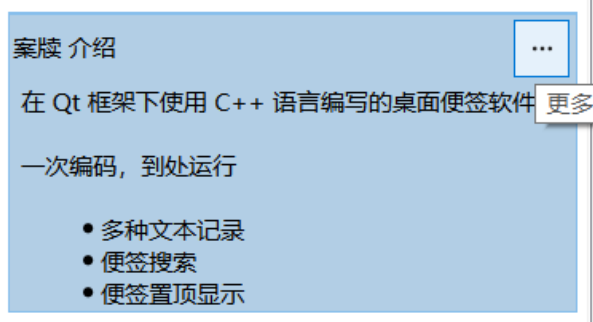 案牍 介绍
···
在 Qt 框架下使用 C++ 语言编写的桌面便签软件
更多
一次编码，到处运行
• 多种文本记录
• 便签搜索
• 便签置顶显示